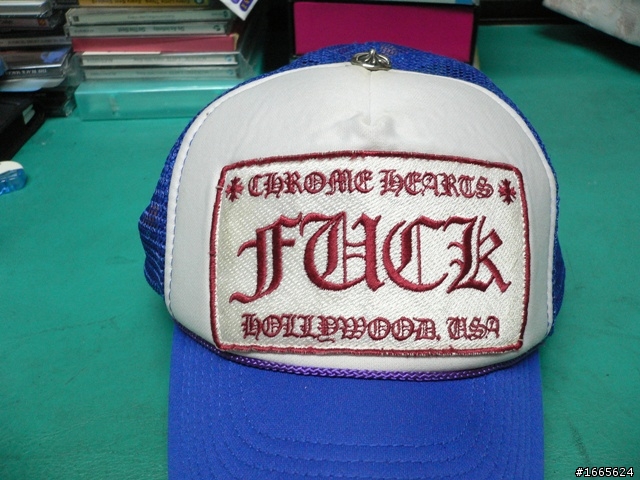 CHROME HEARTS
FUCK
HOLLYWOOD, USA
#1665624